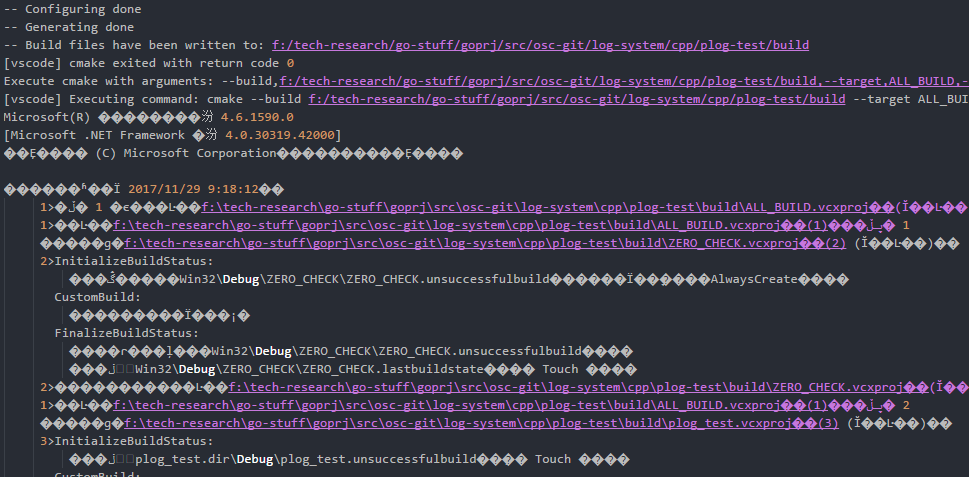 -- Configuring done
-- Generating done
-- Build files have been written to: f:/tech-research/go-stuff/goprj/src/osc-git/log-system/cpp/plog-test/build
[vscode] cmake exited with return code 0
Execute cmake with arguments: --build,f:/tech-research/go-stuff/goprj/src/osc-git/log-system/cpp/plog-test/build,--target,ALL_BUILD,-
[vscode] Executing command: cmake --build f:/tech-research/go-stuff/goprj/src/osc-git/log-system/cpp/plog-test/build --target ALL_BU
Microsoft(R) 4.6.1590.0
[Microsoft .NET Framework 4.0.30319.42000]
(C) Microsoft Corporation
2017/11/29 9:18:12
1> 1 f:\tech-research\go-stuff\goprj\src\osc-git\log-system\cpp\plog-test\build\ALL_BUILD.vcxproj
1> f:\tech-research\go-stuff\goprj\src\osc-git\log-system\cpp\plog-test\build\ALL_BUILD.vcxproj (1) 1
f:\tech-research\go-stuff\goprj\src\osc-git\log-system\cpp\plog-test\build\ZERO_CHECK.vcxproj (2)
2>InitializeBuildStatus:
Win32\Debug\ZERO_CHECK\ZERO_CHECK.unsuccessfulbuild AlwaysCreate
CustomBuild:
FinalizeBuildStatus:
Win32\Debug\ZERO_CHECK\ZERO_CHECK.unsuccessfulbuild
Win32\Debug\ZERO_CHECK\ZERO_CHECK.lastbuildstate Touch
2> f:\tech-research\go-stuff\goprj\src\osc-git\log-system\cpp\plog-test\build\ZERO_CHECK.vcxproj
1> f:\tech-research\go-stuff\goprj\src\osc-git\log-system\cpp\plog-test\build\ALL_BUILD.vcxproj (1) 2
f:\tech-research\go-stuff\goprj\src\osc-git\log-system\cpp\plog-test\build\plog_test.vcxproj (3)
3>InitializeBuildStatus:
plog_test.dir\Debug\plog_test.unsuccessfulbuild Touch